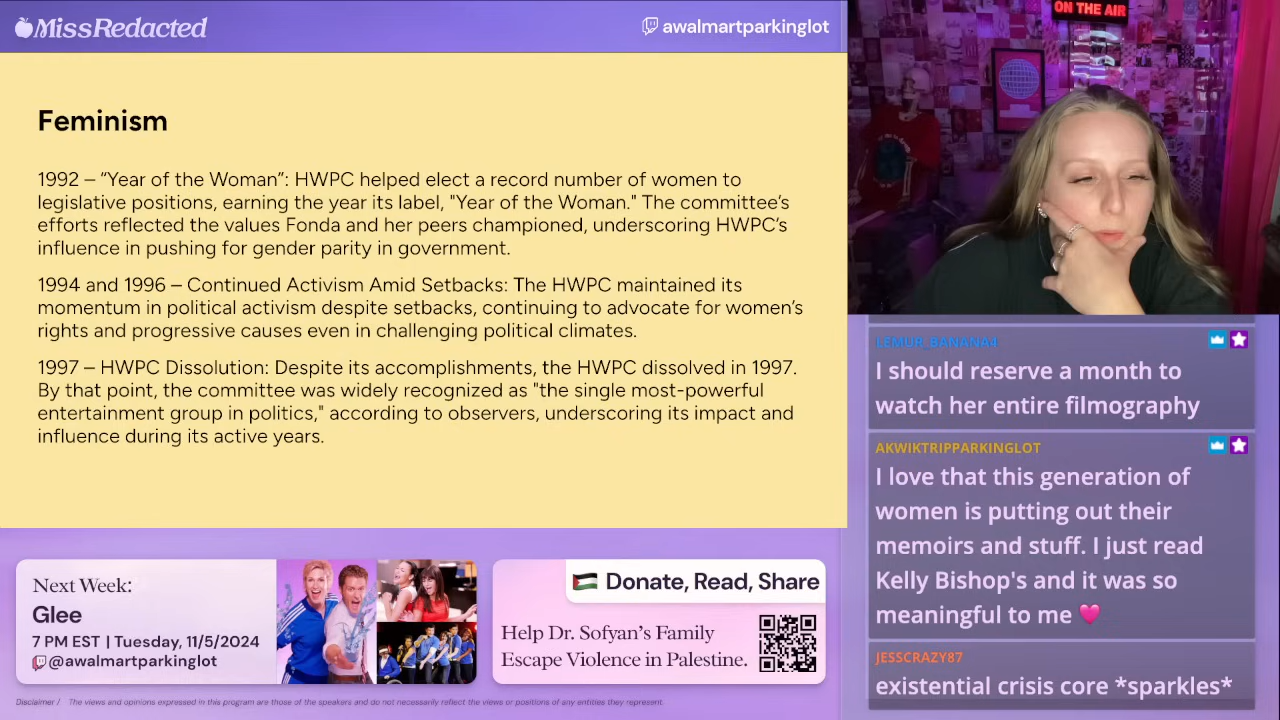 MissRedacted
awalmartparkinglot
ON THE AIR
Feminism
1992 – “Year of the Woman”: HWPC helped elect a record number of women to
legislative positions, earning the year its label, "Year of the Woman." The committee’s
efforts reflected the values Fonda and her peers championed, underscoring HWPC’s
influence in pushing for gender parity in government.
1994 and 1996 – Continued Activism Amid Setbacks: The HWPC maintained its
momentum in political activism despite setbacks, continuing to advocate for women’s
rights and progressive causes even in challenging political climates.
1997 – HWPC Dissolution: Despite its accomplishments, the HWPC dissolved in 1997.
By that point, the committee was widely recognized as "the single most-powerful
entertainment group in politics," according to observers, underscoring its impact and
influence during its active years.
LEMUR_BANANA4
I should reserve a month to
watch her entire filmography
AKWIKTRIPPARKINGLOT
I love that this generation of
women is putting out their
memoirs and stuff. I just read
Kelly Bishop's and it was so
meaningful to me 💗
JESSCRAZY87
existential crisis core *sparkles*
Next Week:
Glee
7 PM EST | Tuesday, 11/5/2024
@awalmartparkinglot
🇵🇸 Donate, Read, Share
Help Dr. Sofyan’s Family
Escape Violence in Palestine.
Disclaimer / The views and opinions expressed in this program are those of the speakers and do not necessarily reflect the views or positions of any entities they represent.